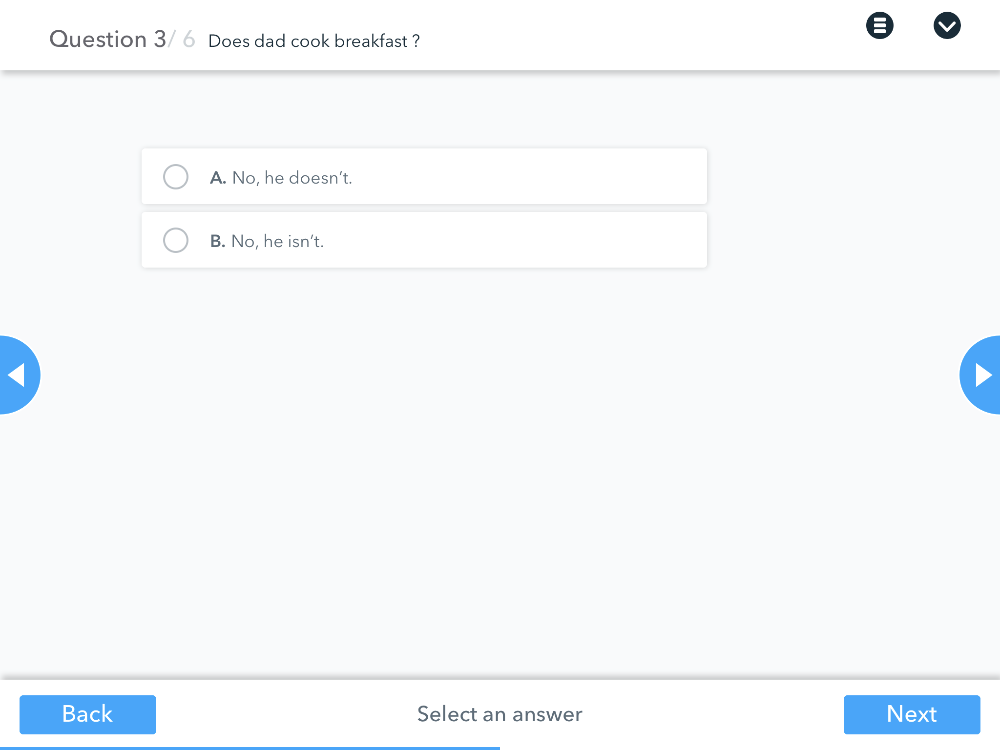 Question 3/ 6 Does dad cook breakfast ?
A. No, he doesn’t.
B. No, he isn’t.
Back
Select an answer
Next